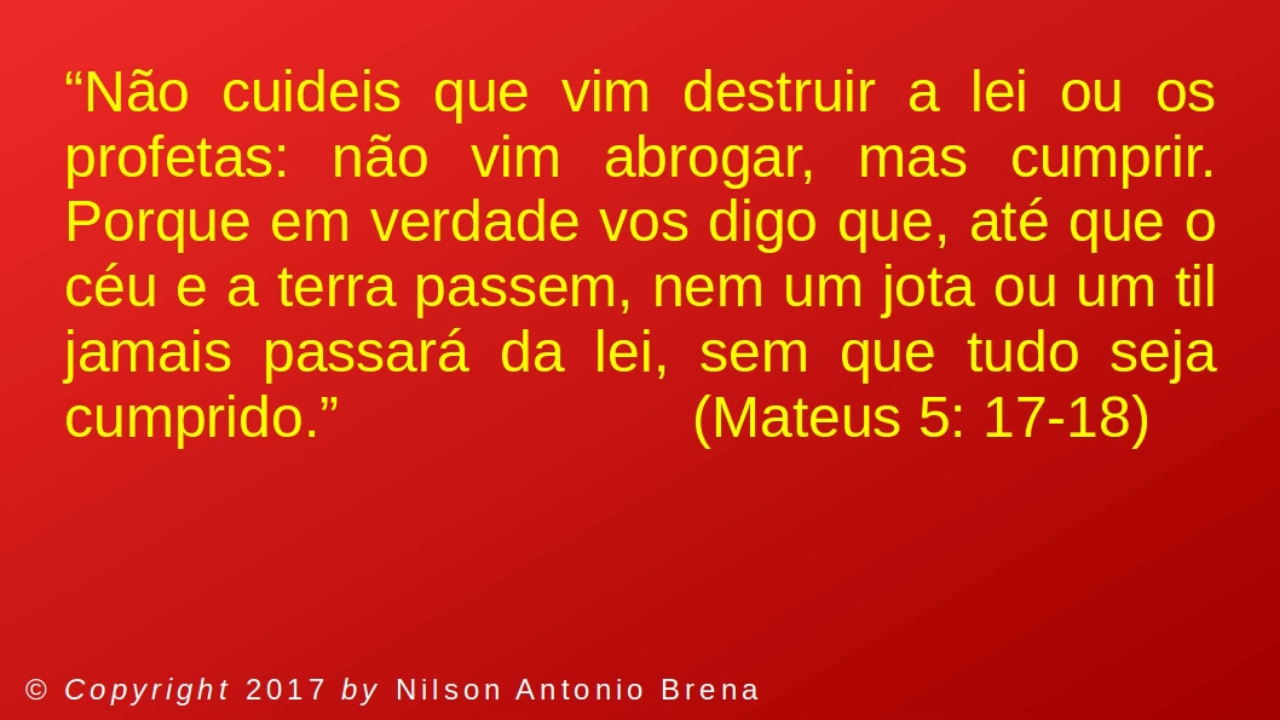 “Não cuideis que vim destruir a lei ou os
profetas: não vim abrogar, mas cumprir.
Porque em verdade vos digo que, até que o
céu e a terra passem, nem um jota ou um til
jamais passará da lei, sem que tudo seja
cumprido.” (Mateus 5: 17-18)
© Copyright 2017 by Nilson Antonio Brena